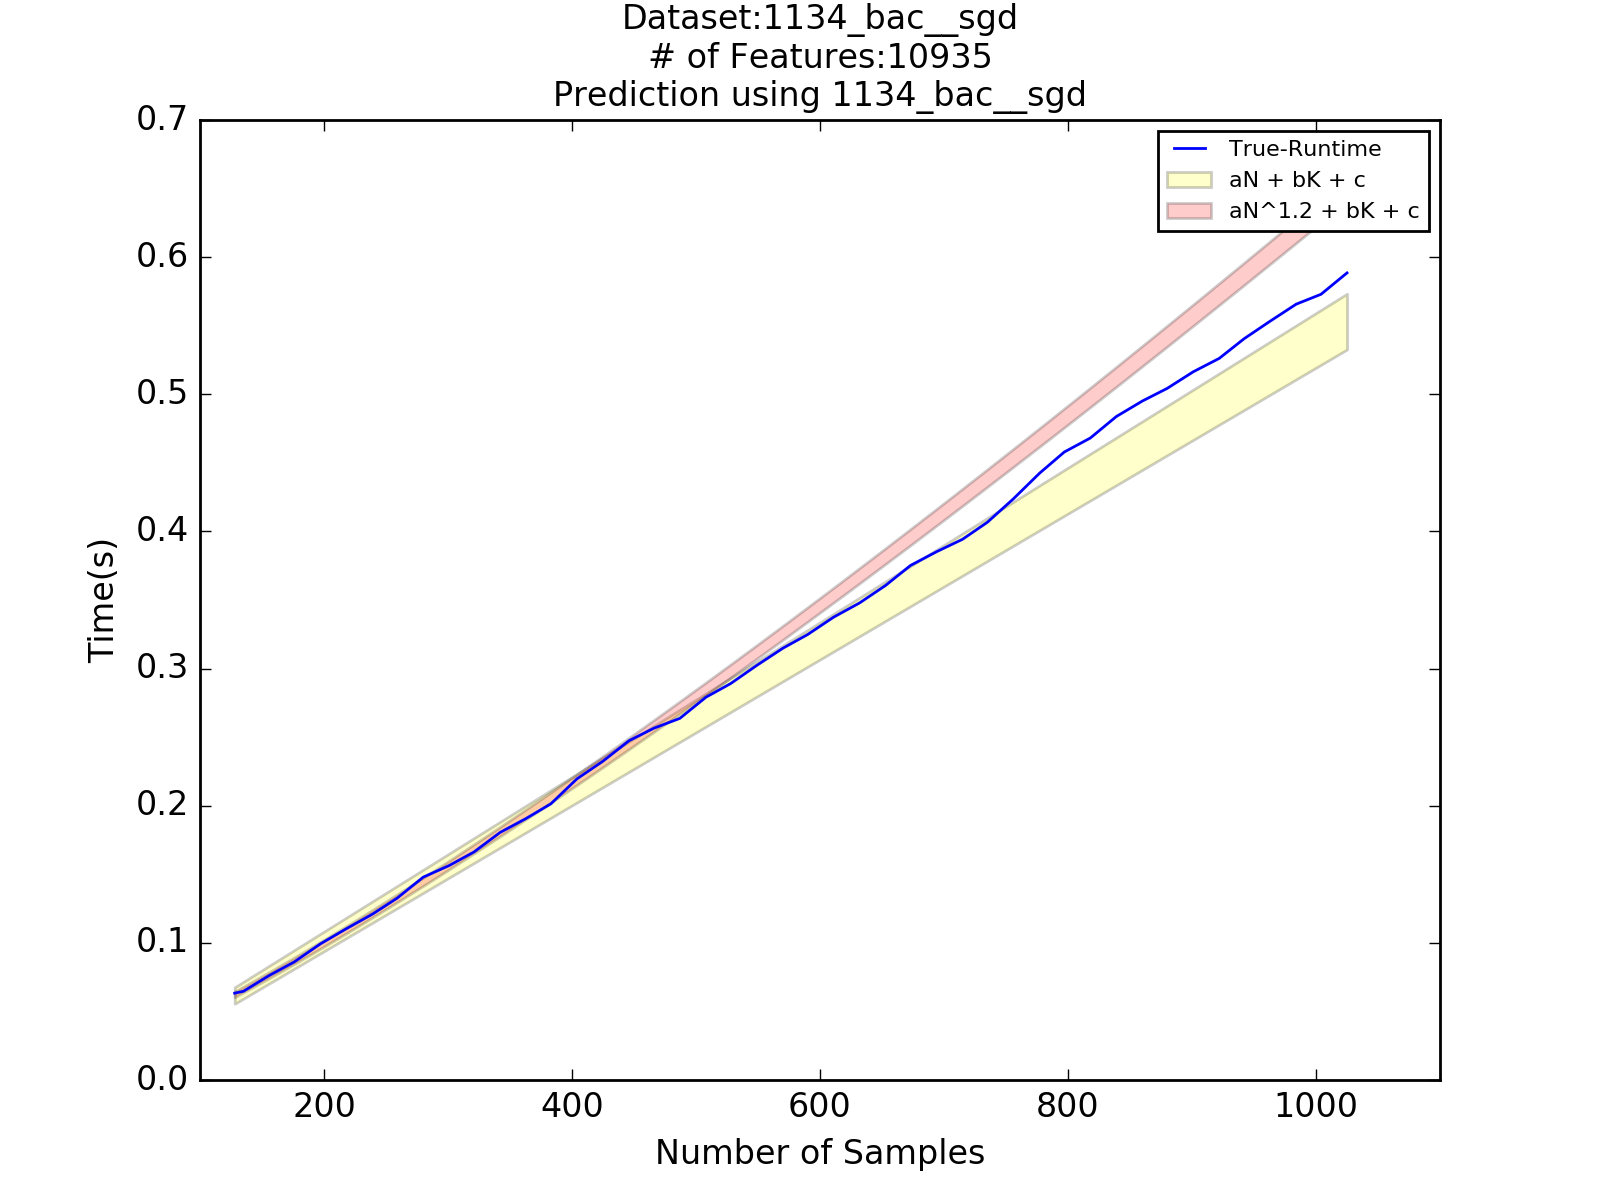 Dataset:1134_bac__sgd
# of Features:10935
Prediction using 1134_bac__sgd
0.7
0.6
0.5
0.4
0.3
0.2
0.1
0.0
Time(s)
True-Runtime
aN + bK + c
aN^1.2 + bK + c
200
400
600
800
1000
Number of Samples